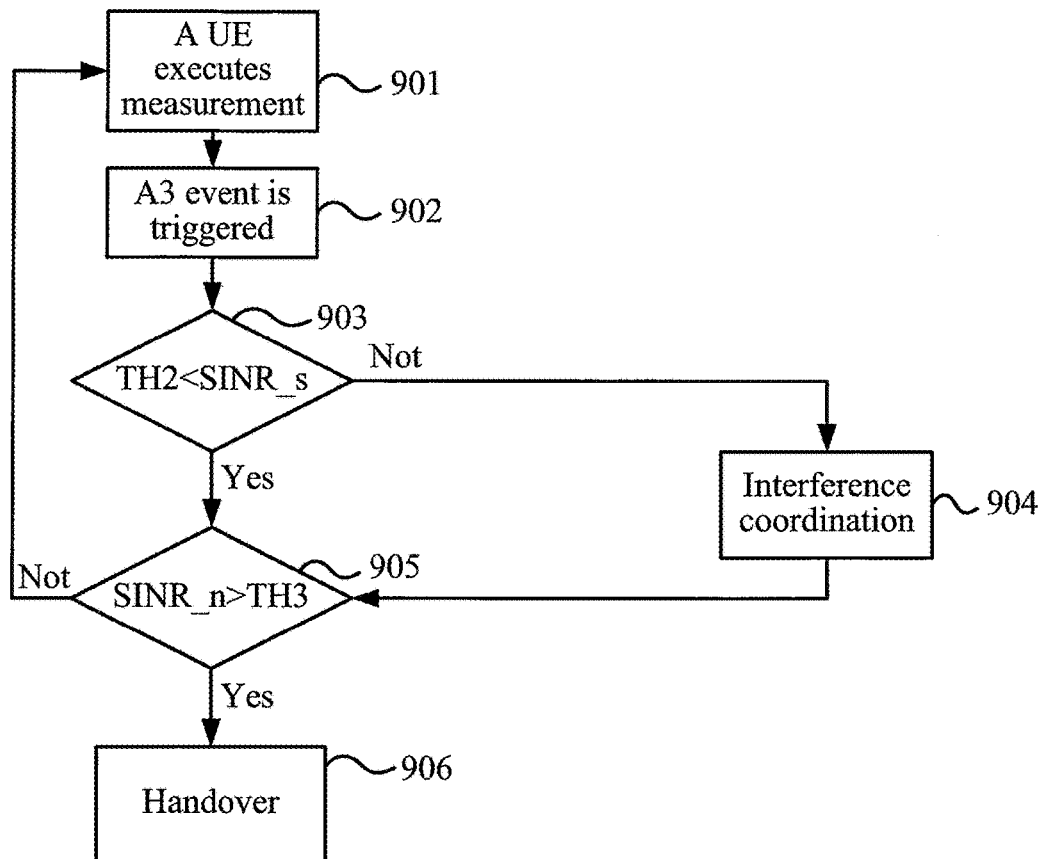 A UE
executes
measurement
901
A3 event is
triggered
902
903
TH2<SINR_s
Not
Yes
Interference
coordination
904
905
SINR_n>TH3
Not
Yes
Handover
906